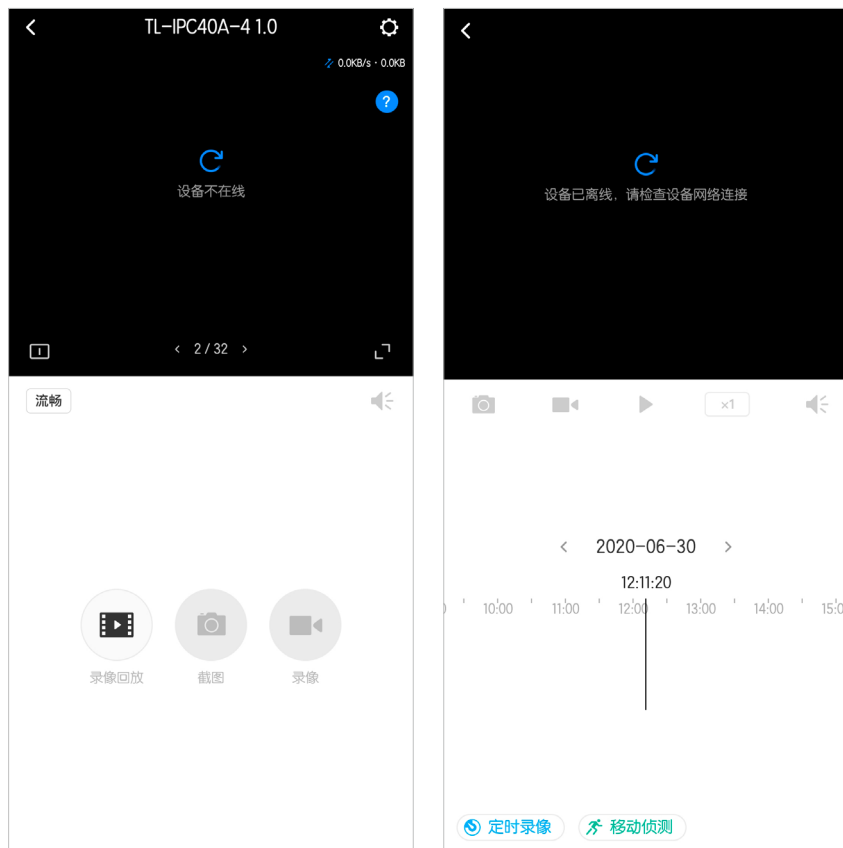 TL-IPC40A-4 1.0
0.0KB/s · 0.0KB
?
设备不在线
2 / 32
流畅
录像回放
截图
录像
设备已离线，请检查设备网络连接
×1
2020-06-30
12:11:20
10:00 11:00 12:00 13:00 14:00 15:0
定时录像
移动侦测